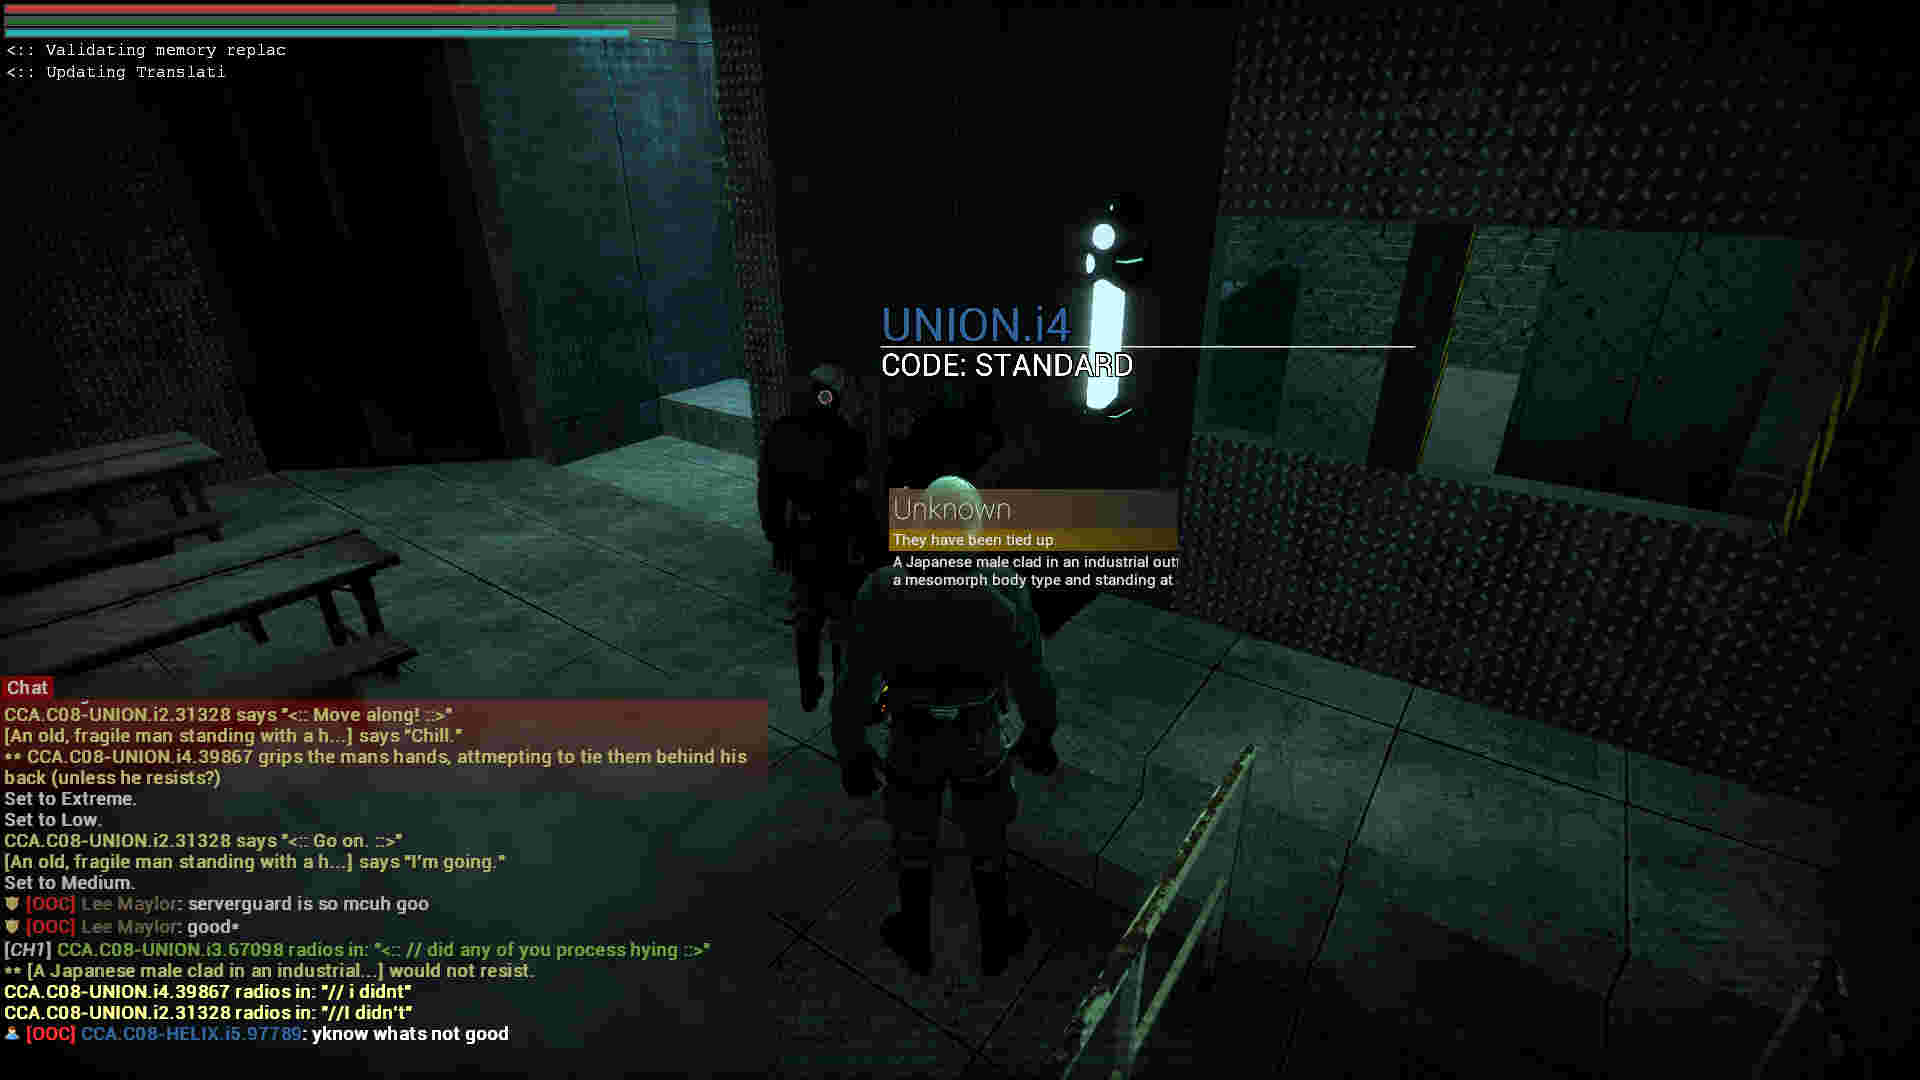 <:: Validating memory replac
<:: Updating Translati
UNION.i4
CODE: STANDARD
Unknown
They have been tied up
A Japanese male clad in an industrial out
a mesomorph body type and standing at
Chat
CCA.C08-UNION.i2.31328 says "<:: Move along! ::>"
[An old, fragile man standing with a h...] says "Chill."
** CCA.C08-UNION.i4.39867 grips the mans hands, attmepting to tie them behind his
back (unless he resists?)
Set to Extreme.
Set to Low.
CCA.C08-UNION.i2.31328 says "<:: Go on. ::>"
[An old, fragile man standing with a h...] says "I'm going."
Set to Medium.
[OOC] Lee Maylor: serverguard is so mcuh goo
[OOC] Lee Maylor: good*
[CH1] CCA.C08-UNION.i3.67098 radios in: "<:: // did any of you process hying ::>"
** [A Japanese male clad in an industrial...] would not resist.
CCA.C08-UNION.i4.39867 radios in: "// i didnt"
CCA.C08-UNION.i2.31328 radios in: "//I didn't"
[OOC] CCA.C08-HELIX.i5.97789: yknow whats not good